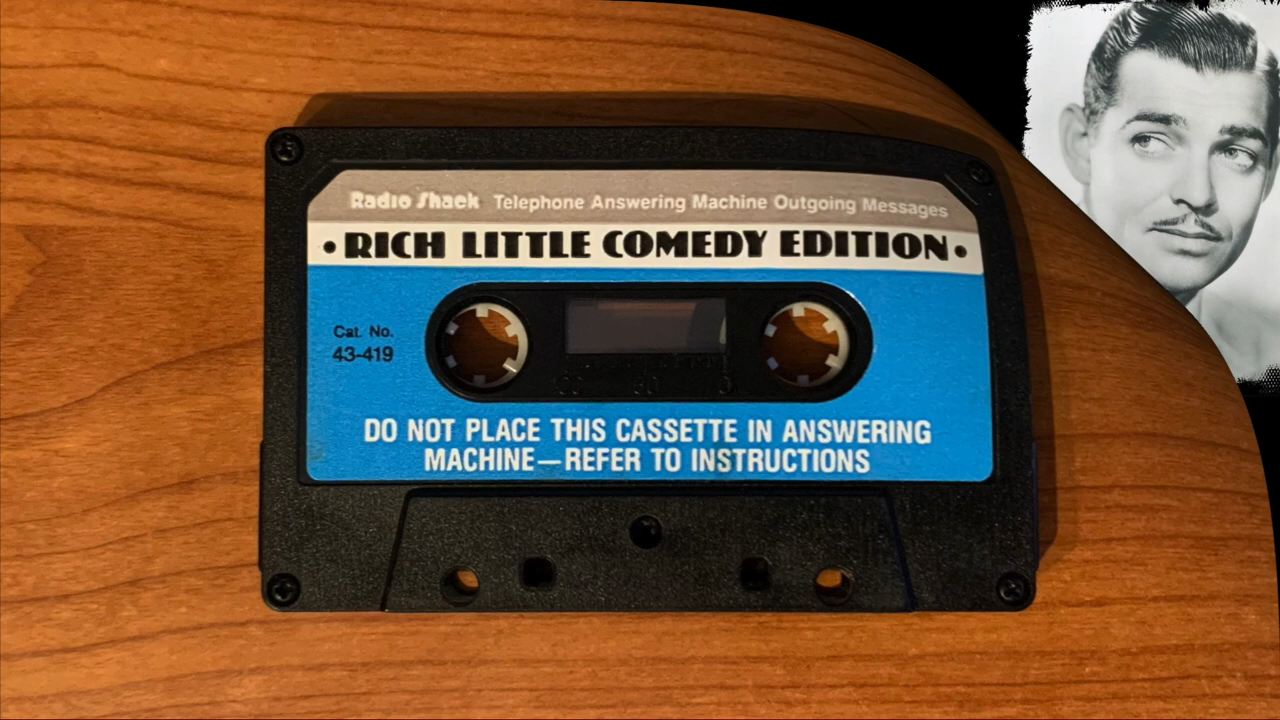 Radio Shack Telephone Answering Machine Outgoing Messages
• RICH LITTLE COMEDY EDITION •
Cat. No.
43-419
DO NOT PLACE THIS CASSETTE IN ANSWERING
MACHINE—REFER TO INSTRUCTIONS